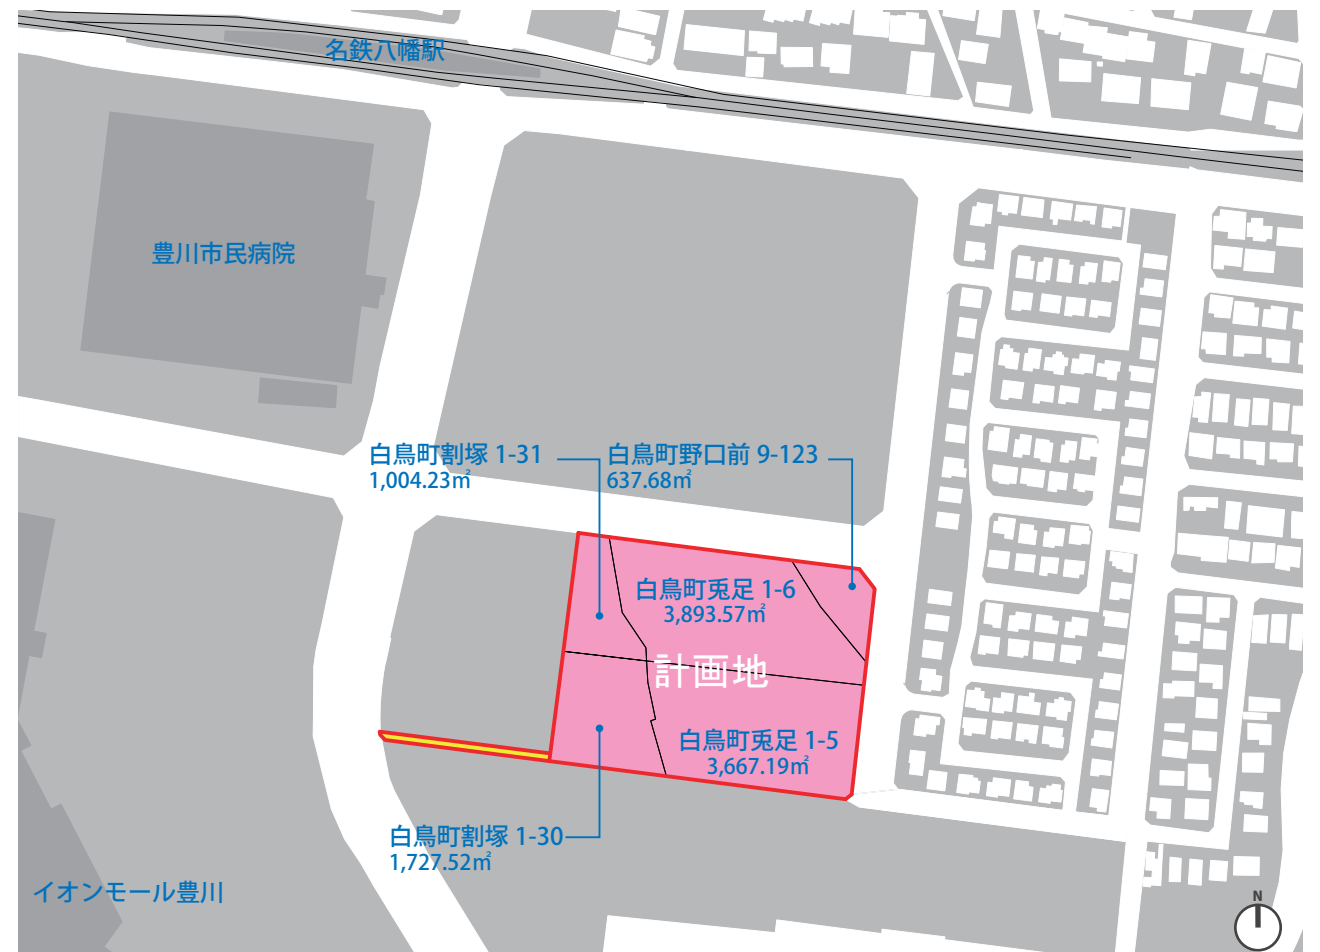 名鉄八幡駅
豊川市民病院
白鳥町割塚 1-31
1,004.23㎡
白鳥町野口前 9-123
637.68㎡
白鳥町兎足 1-6
3,893.57㎡
計画地
白鳥町兎足 1-5
3,667.19㎡
白鳥町割塚 1-30
1,727.52㎡
イオンモール豊川
N